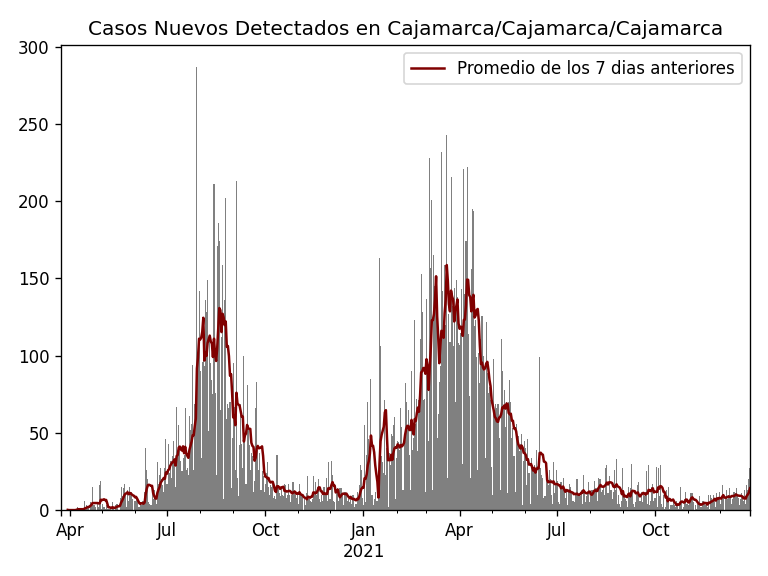 Casos Nuevos Detectados en Cajamarca/Cajamarca/Cajamarca
Promedio de los 7 dias anteriores
300
250
200
150
100
50
0
Apr Jul Oct Jan Apr Jul Oct
2021